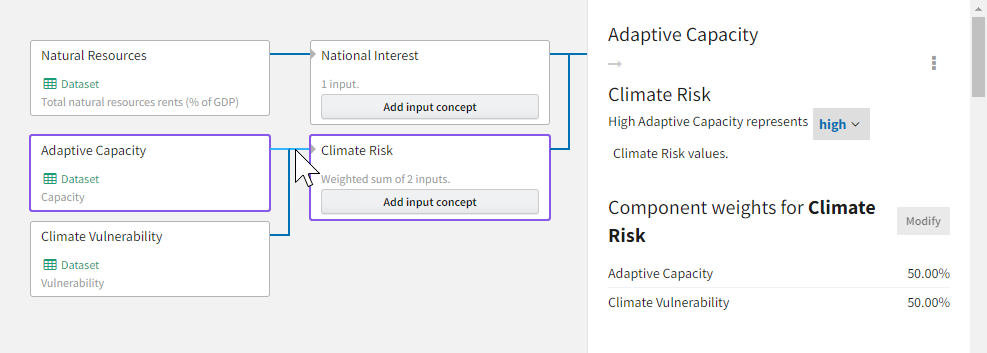 Natural Resources
Dataset
Total natural resources rents (% of GDP)
Adaptive Capacity
Dataset
Capacity
Climate Vulnerability
Dataset
Vulnerability
National Interest
1 input.
Add input concept
Climate Risk
Weighted sum of 2 inputs.
Add input concept
Adaptive Capacity
Climate Risk
High Adaptive Capacity represents high
Climate Risk values.
Component weights for Climate
Risk
Modify
Adaptive Capacity 50.00%
Climate Vulnerability 50.00%